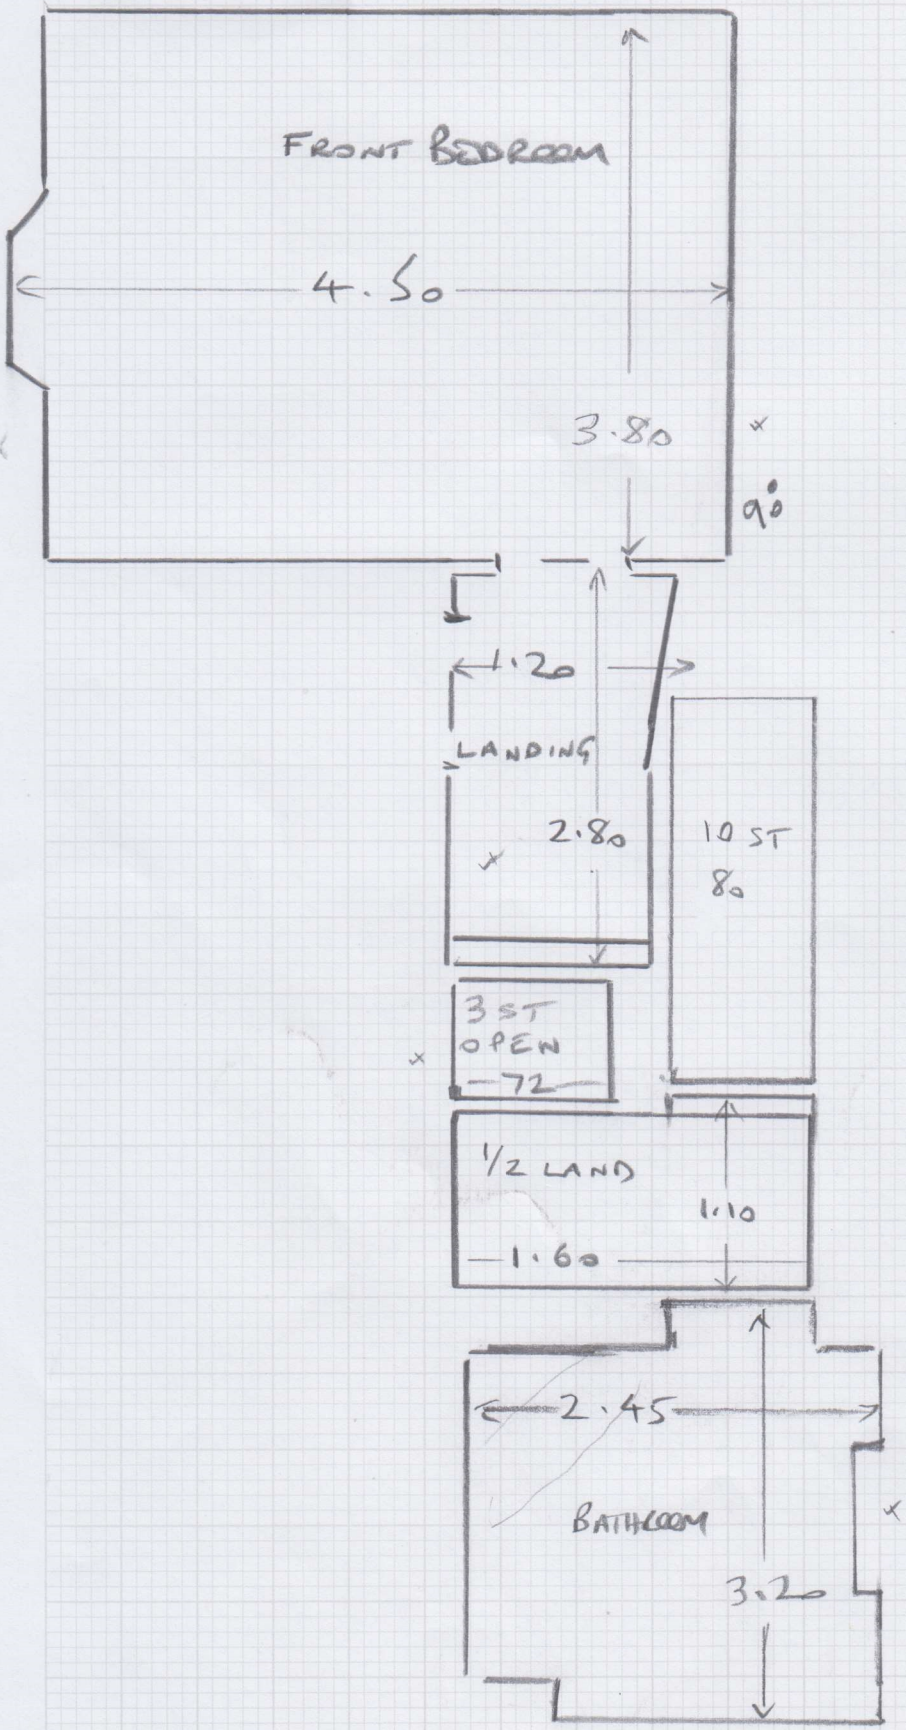 FRONT BEDROOM
4.50
3.80
x
90
1.20
LANDING
2.80
x
10 ST
80
3 ST
OPEN
72
x
1/2 LAND
1.10
1.60
2.45
BATHROOM
x
3.20